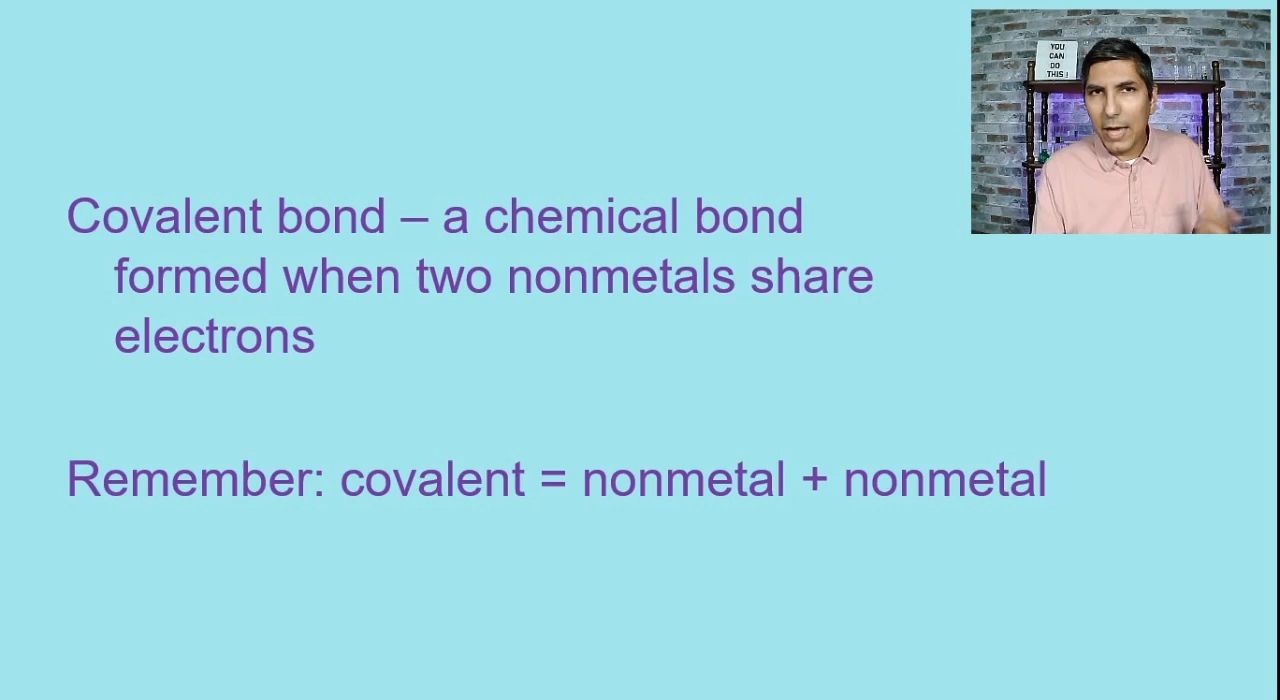 YOU
CAN
DO
THIS!
Covalent bond – a chemical bond
formed when two nonmetals share
electrons
Remember: covalent = nonmetal + nonmetal